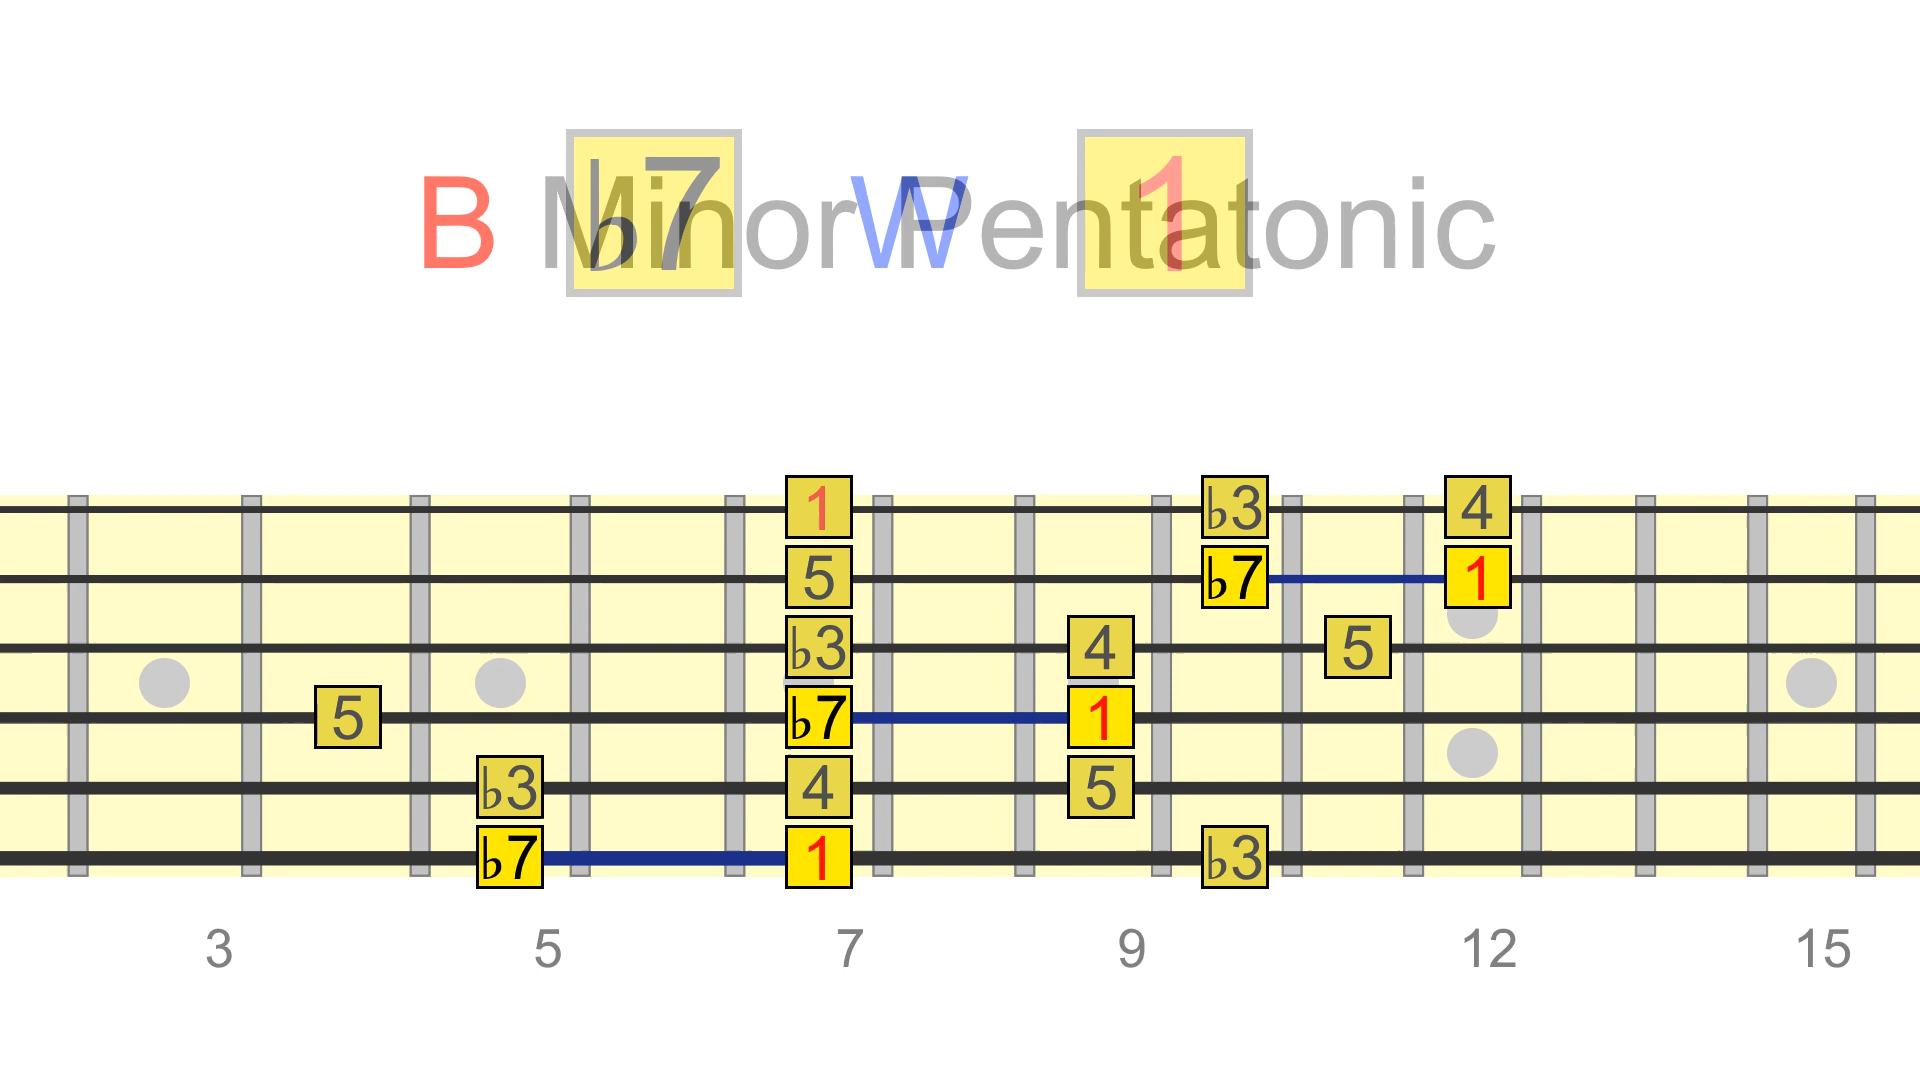 B Minor Pentatonic
♭7 W 1
1 ♭3 4
5 ♭7 1
♭3 4 5
5 ♭7 1
♭3 4 5
♭7 1 ♭3
3 5 7 9 12 15